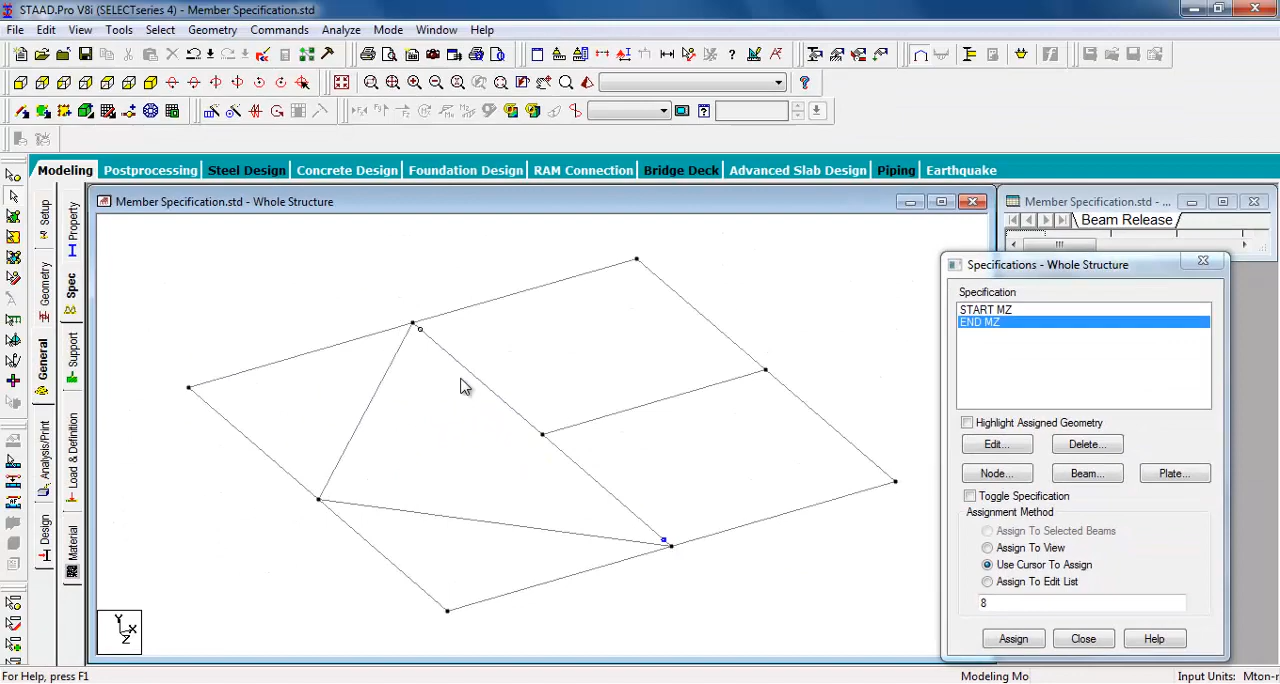 STAAD.Pro V8i (SELECTseries 4) - Member Specification.std
File Edit View Tools Select Geometry Commands Analyze Mode Window Help
Modeling Postprocessing Steel Design Concrete Design Foundation Design RAM Connection Bridge Deck Advanced Slab Design Piping Earthquake
Member Specification.std - Whole Structure
Member Specification.std - ...
Beam Release
Setup
Geometry
General
Analysis/Print
Design
Property
Spec
Support
Load & Definition
Material
Specifications - Whole Structure
Specification
START MZ
END MZ
Highlight Assigned Geometry
Edit... Delete...
Node... Beam... Plate...
Toggle Specification
Assignment Method
Assign To Selected Beams
Assign To View
Use Cursor To Assign
Assign To Edit List
8
Assign Close Help
Y
X
Z
For Help, press F1
Modeling Mo
Input Units: Mton-